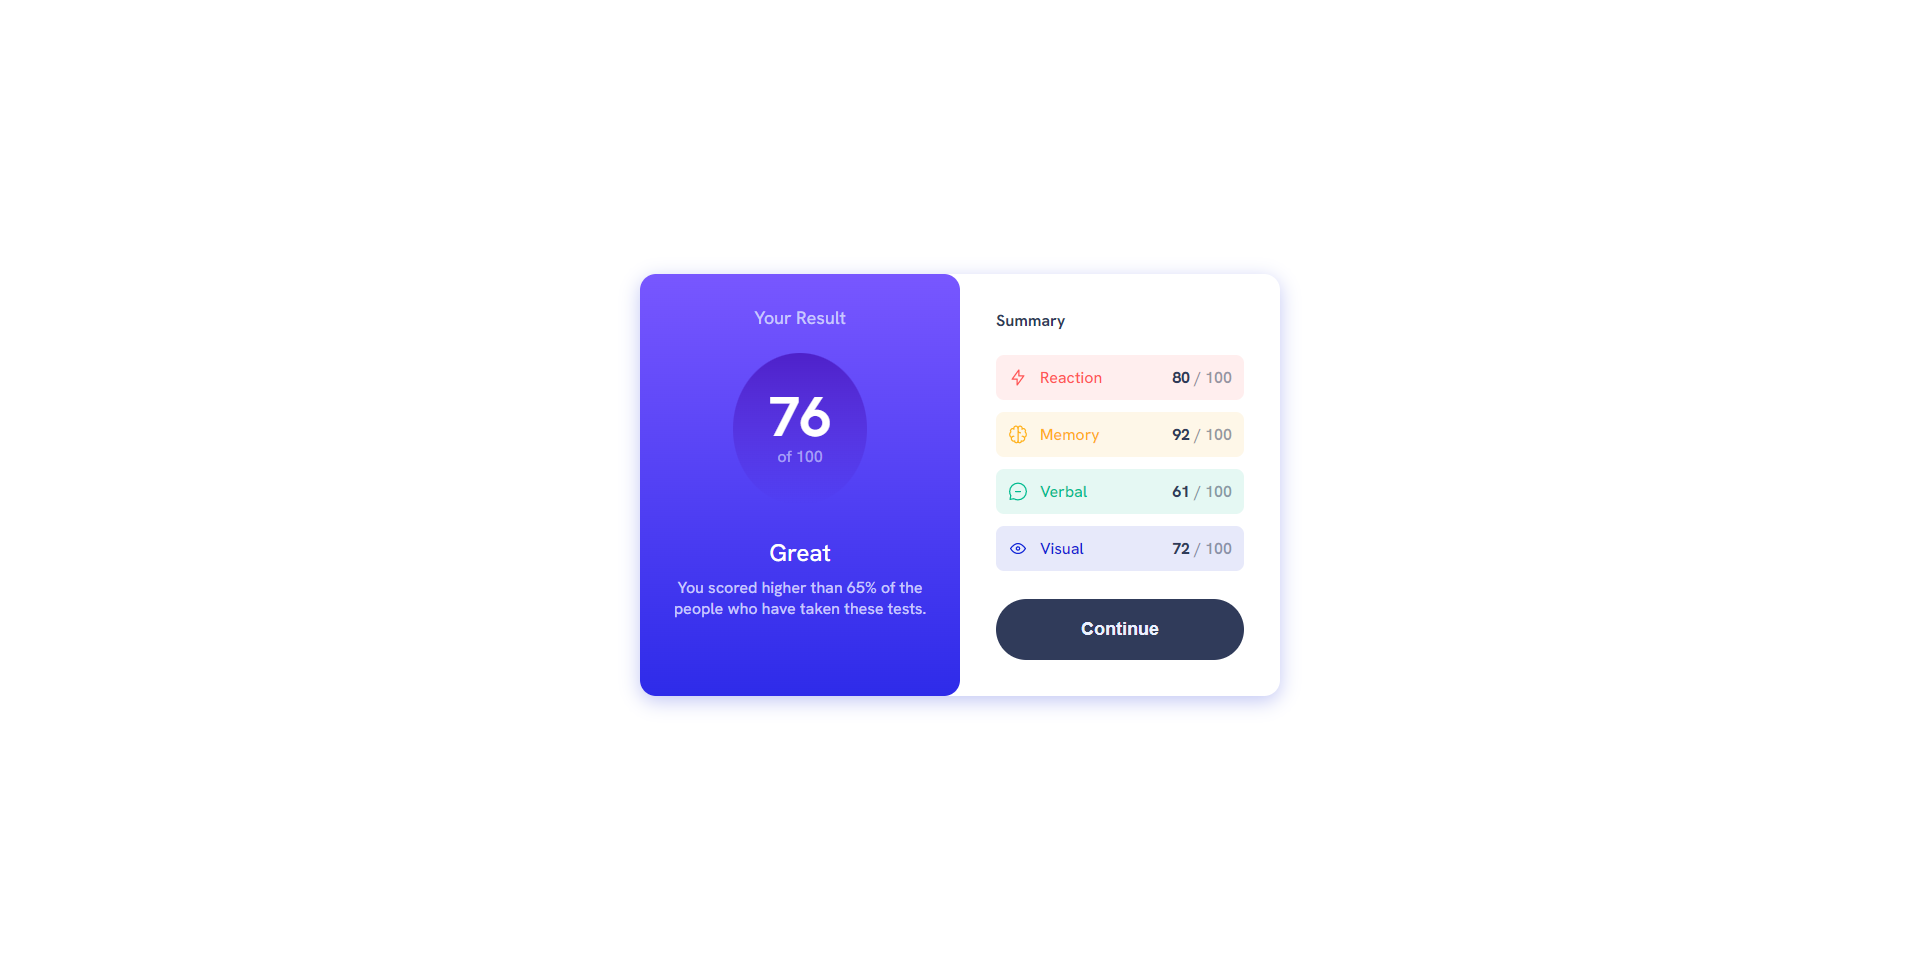 Your Result
76
of 100
Great
You scored higher than 65% of the
people who have taken these tests.
Summary
Reaction 80 / 100
Memory 92 / 100
Verbal 61 / 100
Visual 72 / 100
Continue